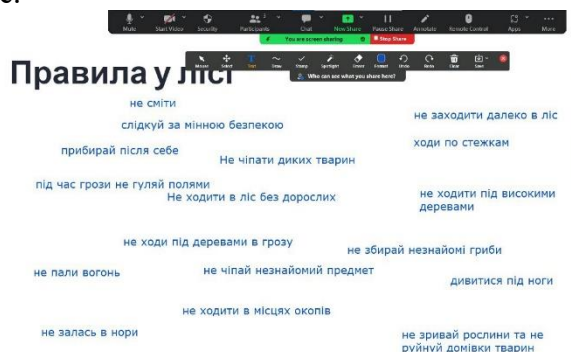 Mute Start Video Security Participants 2 Chat New Share Pause Share Annotate Remote Control Apps More
You are screen sharing Stop Share
Mouse Select Text Draw Stamp Spotlight Eraser Format Undo Redo Clear Save
Who can see what you share here?
Правила у лісі
не сміти
слідкуй за мінною безпекою
не заходити далеко в ліс
прибирай після себе
Не чіпати диких тварин
ходи по стежкам
під час грози не гуляй полями
Не ходити в ліс без дорослих
не ходити під високими
деревами
не ходи під деревами в грозу
не збирай незнайомі гриби
не пали вогонь
не чіпай незнайомий предмет
дивитися під ноги
не ходити в місцях окопів
не залась в нори
не зривай рослини та не
руйнуй домівки тварин